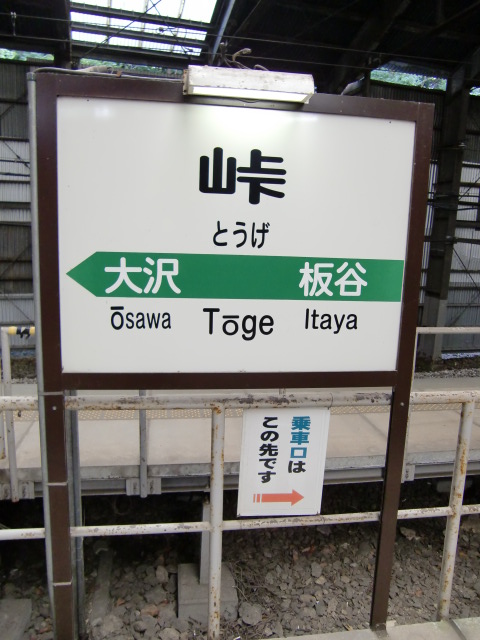 峠
とうげ
大沢 板谷
Ōsawa Tōge Itaya
乗車口は
この先です